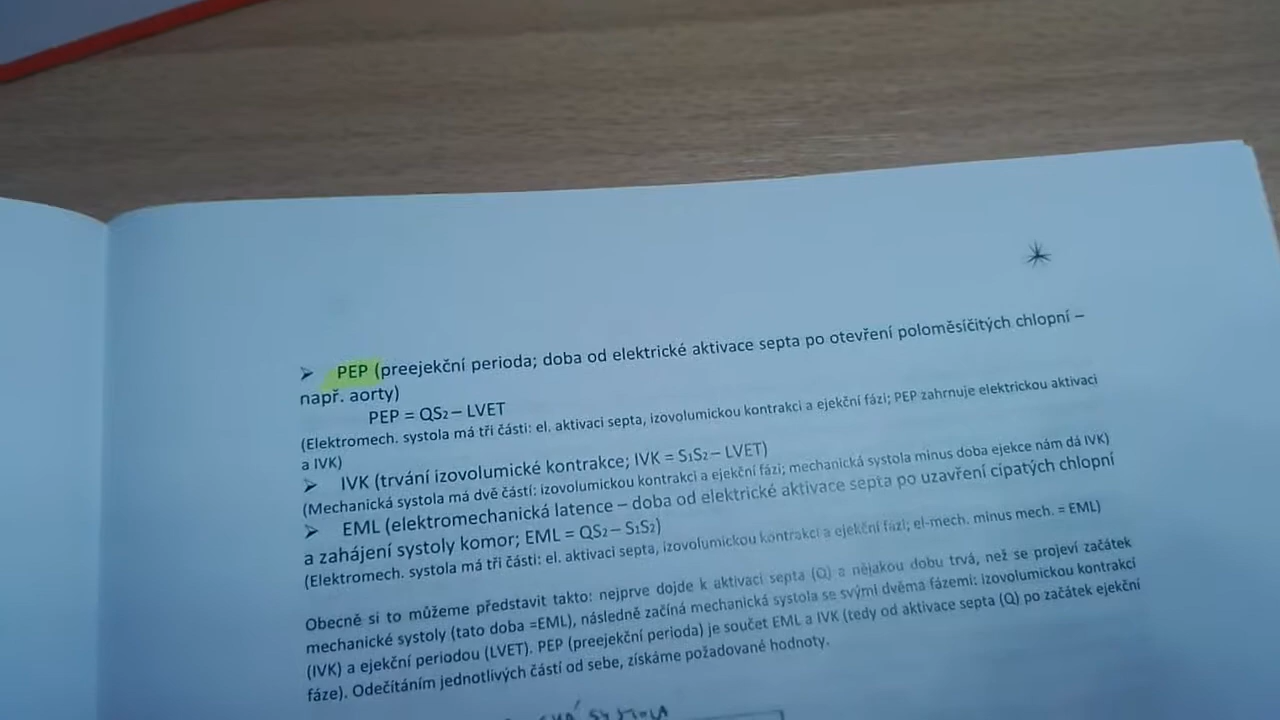 ➢ PEP (preejekční perioda; doba od elektrické aktivace septa po otevření poloměsíčitých chlopní –
např. aorty)
PEP = QS₂ – LVET
(Elektromech. systola má tři části: el. aktivaci septa, izovolumickou kontrakci a ejekční fázi; PEP zahrnuje elektrickou aktivaci
a IVK)
➢ IVK (trvání izovolumické kontrakce; IVK = S₁S₂ – LVET)
(Mechanická systola má dvě částí: izovolumickou kontrakci a ejekční fázi; mechanická systola minus doba ejekce nám dá IVK)
➢ EML (elektromechanická latence – doba od elektrické aktivace septa po uzavření cípatých chlopní
a zahájení systoly komor; EML = QS₂ – S₁S₂)
(Elektromech. systola má tři části: el. aktivaci septa, izovolumickou kontrakci a ejekční fázi; el-mech. minus mech. = EML)
Obecně si to můžeme představit takto: nejprve dojde k aktivaci septa (Q) a nějakou dobu trvá, než se projeví začátek
mechanické systoly (tato doba =EML), následně začíná mechanická systola se svými dvěma fázemi: izovolumickou kontrakcí
(IVK) a ejekční periodou (LVET). PEP (preejekční perioda) je součet EML a IVK (tedy od aktivace septa (Q) po začátek ejekční
fáze). Odečítáním jednotlivých částí od sebe, získáme požadované hodnoty.